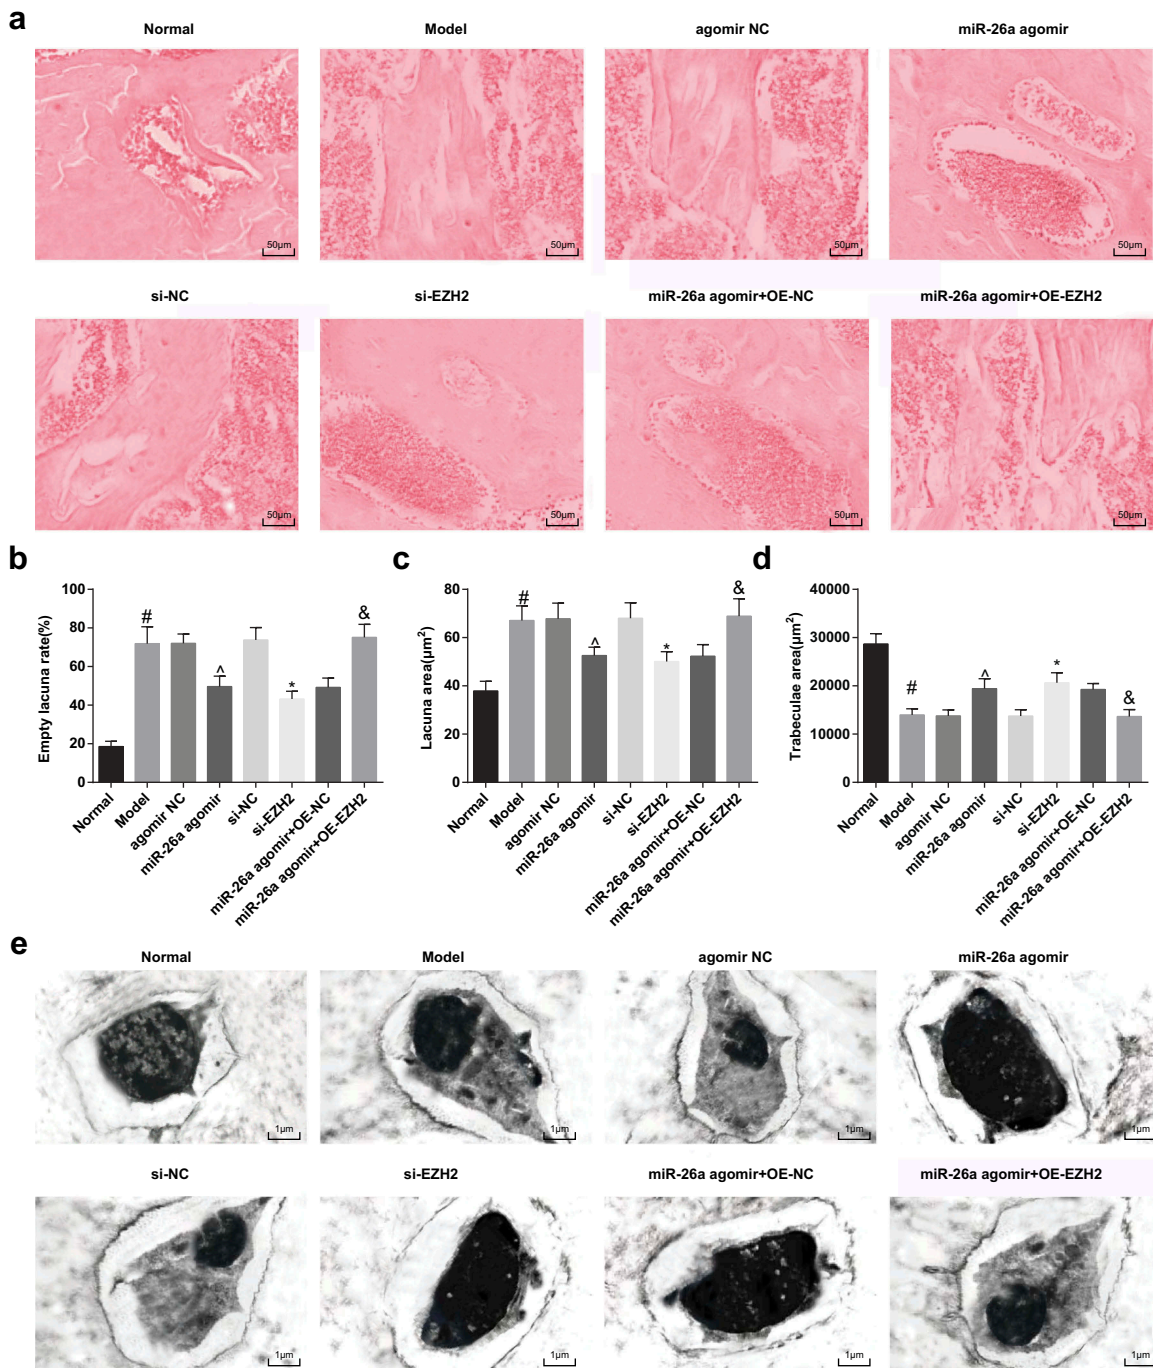 a
Normal
Model
agomir NC
miR-26a agomir
50μm
50μm
50μm
50μm
si-NC
si-EZH2
miR-26a agomir+OE-NC
miR-26a agomir+OE-EZH2
50μm
50μm
50μm
50μm
b
Empty lacuna rate(%)
100
80
60
40
20
0
#
^
*
&
Normal
Model
agomir NC
miR-26a agomir
si-NC
si-EZH2
miR-26a agomir+OE-NC
miR-26a agomir+OE-EZH2
c
Lacuna area(μm²)
80
60
40
20
0
#
^
*
&
Normal
Model
agomir NC
miR-26a agomir
si-NC
si-EZH2
miR-26a agomir+OE-NC
miR-26a agomir+OE-EZH2
d
Trabeculae area(μm²)
40000
30000
20000
10000
0
#
^
*
&
Normal
Model
agomir NC
miR-26a agomir
si-NC
si-EZH2
miR-26a agomir+OE-NC
miR-26a agomir+OE-EZH2
e
Normal
Model
agomir NC
miR-26a agomir
1μm
1μm
1μm
1μm
si-NC
si-EZH2
miR-26a agomir+OE-NC
miR-26a agomir+OE-EZH2
1μm
1μm
1μm
1μm